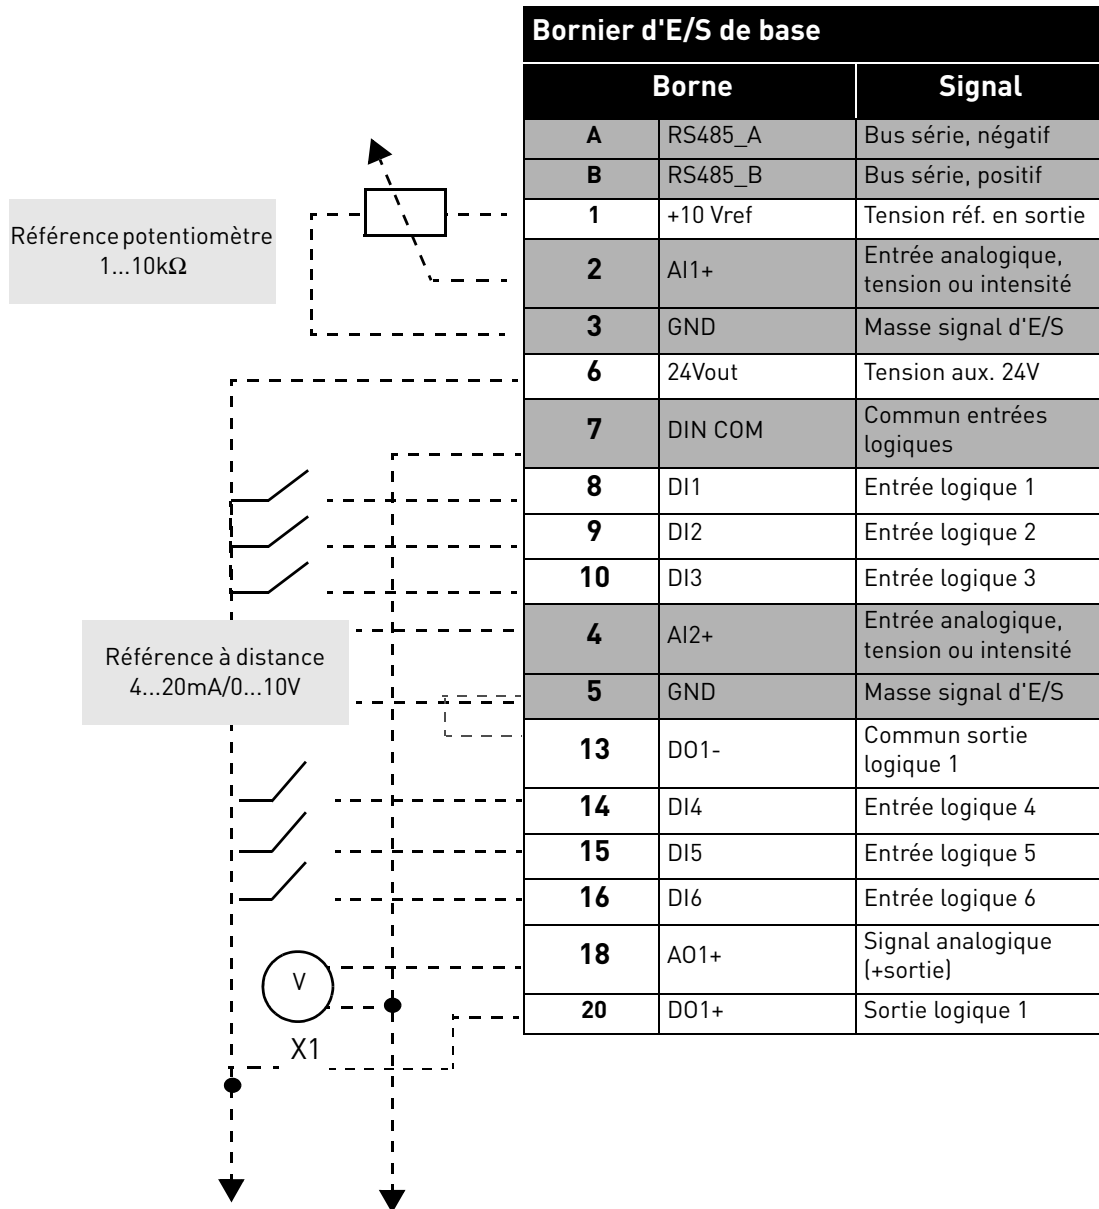 Bornier d'E/S de base
Borne Signal
A RS485_A Bus série, négatif
B RS485_B Bus série, positif
1 +10 Vref Tension réf. en sortie
Référence potentiomètre
1...10kΩ
2 AI1+ Entrée analogique,
tension ou intensité
3 GND Masse signal d'E/S
6 24Vout Tension aux. 24V
7 DIN COM Commun entrées
logiques
8 DI1 Entrée logique 1
9 DI2 Entrée logique 2
10 DI3 Entrée logique 3
4 AI2+ Entrée analogique,
tension ou intensité
Référence à distance
4...20mA/0...10V
5 GND Masse signal d'E/S
13 DO1- Commun sortie
logique 1
14 DI4 Entrée logique 4
15 DI5 Entrée logique 5
16 DI6 Entrée logique 6
18 AO1+ Signal analogique
(+sortie)
V
20 DO1+ Sortie logique 1
X1